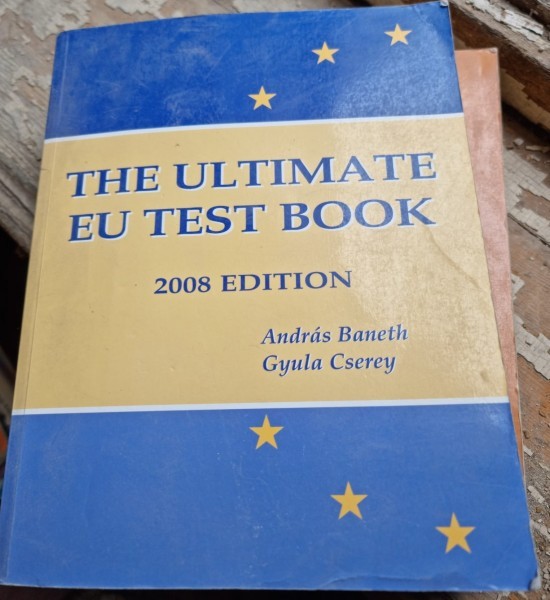 THE ULTIMATE
EU TEST BOOK
2008 EDITION
András Baneth
Gyula Cserey